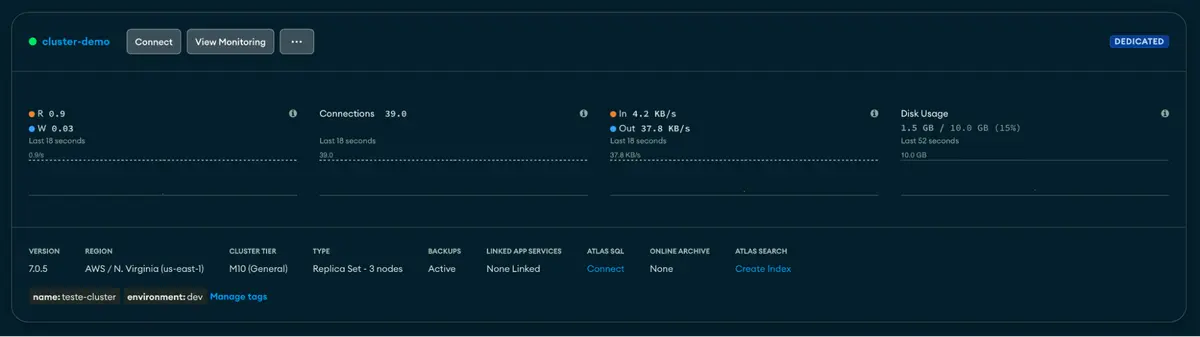 cluster-demo Connect View Monitoring ... DEDICATED
R 0.9
W 0.03
Last 18 seconds
0.9/s
Connections 39.0
Last 18 seconds
39.0
In 4.2 KB/s
Out 37.8 KB/s
Last 18 seconds
37.8 KB/s
Disk Usage
1.5 GB / 10.0 GB (15%)
Last 52 seconds
10.0 GB
VERSION REGION CLUSTER TIER TYPE BACKUPS LINKED APP SERVICES ATLAS SQL ONLINE ARCHIVE ATLAS SEARCH
7.0.5 AWS / N. Virginia (us-east-1) M10 (General) Replica Set - 3 nodes Active None Linked Connect None Create Index
name: teste-cluster environment: dev Manage tags